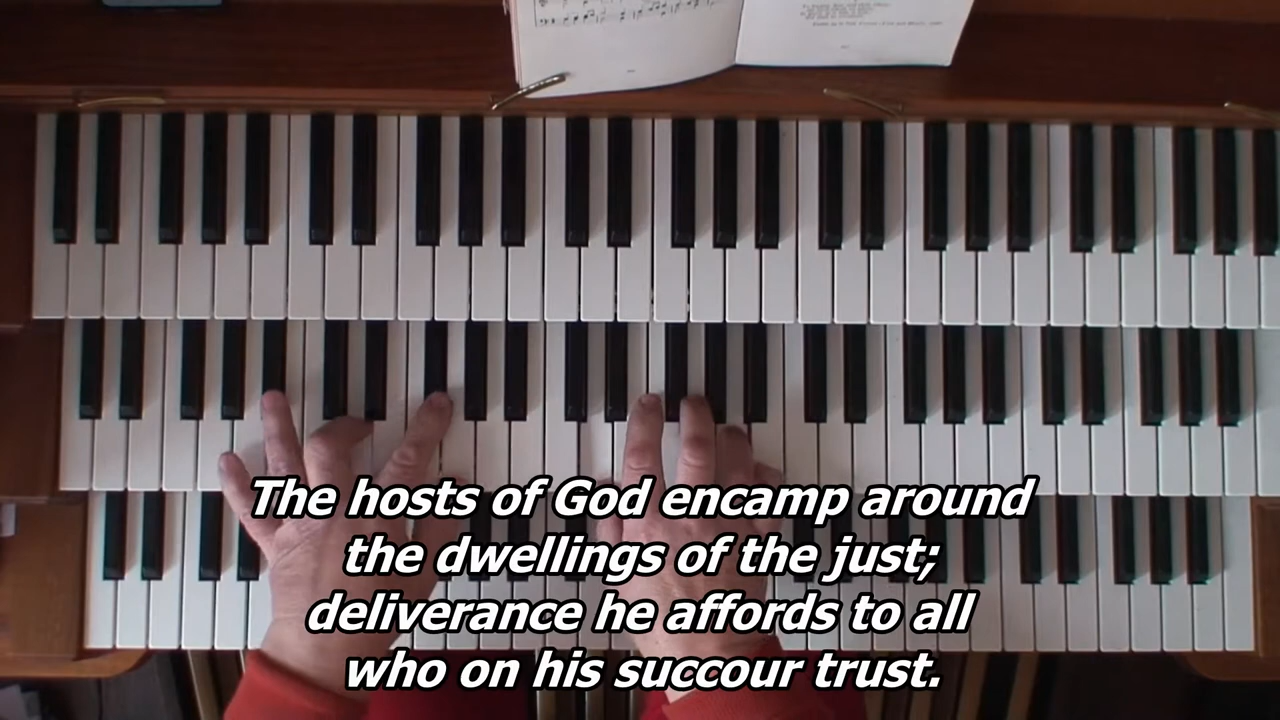 The hosts of God encamp around
the dwellings of the just;
deliverance he affords to all
who on his succour trust.